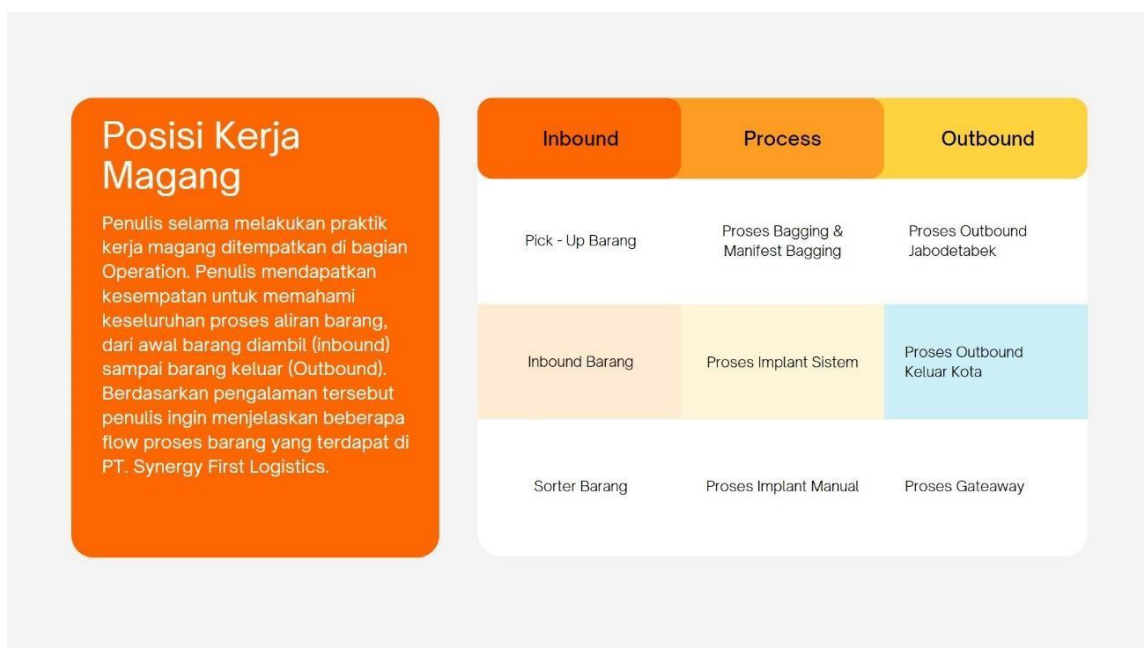 Posisi Kerja
Magang
Penulis selama melakukan praktik
kerja magang ditempatkan di bagian
Operation. Penulis mendapatkan
kesempatan untuk memahami
keseluruhan proses aliran barang,
dari awal barang diambil (inbound)
sampai barang keluar (Outbound).
Berdasarkan pengalaman tersebut
penulis ingin menjelaskan beberapa
flow proses barang yang terdapat di
PT. Synergy First Logistics.
Inbound
Process
Outbound
Pick - Up Barang
Proses Bagging &
Manifest Bagging
Proses Outbound
Jabodetabek
Inbound Barang
Proses Implant Sistem
Proses Outbound
Keluar Kota
Sorter Barang
Proses Implant Manual
Proses Gateaway